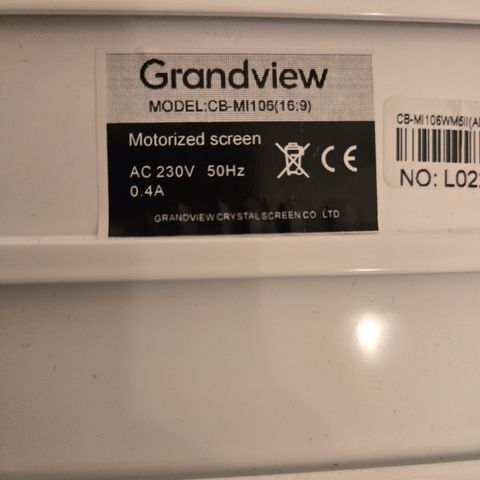 Grandview
MODEL:CB-MI106(16:9)
Motorized screen
AC 230V 50Hz
0.4A
GRANDVIEW CRYSTAL SCREEN CO .LTD
CB-MI106WM5II(A
NO: L02